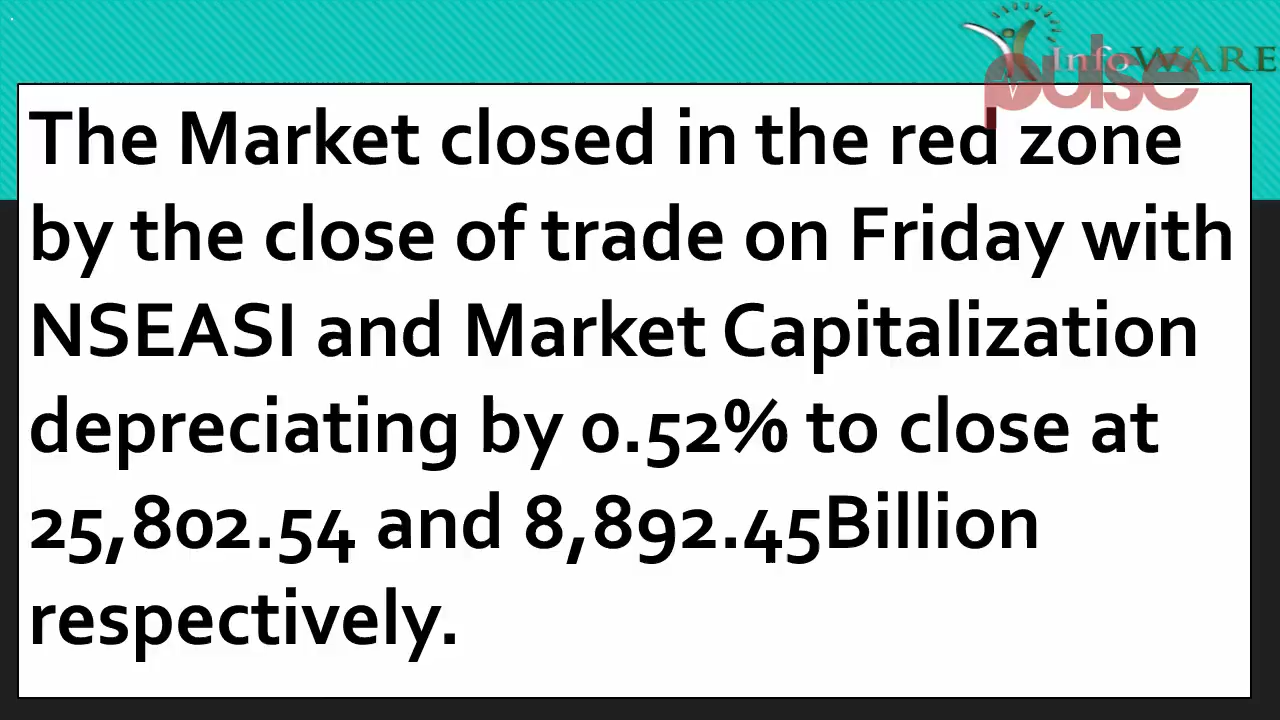 InfoWARE
pulse
The Market closed in the red zone
by the close of trade on Friday with
NSEASI and Market Capitalization
depreciating by 0.52% to close at
25,802.54 and 8,892.45Billion
respectively.